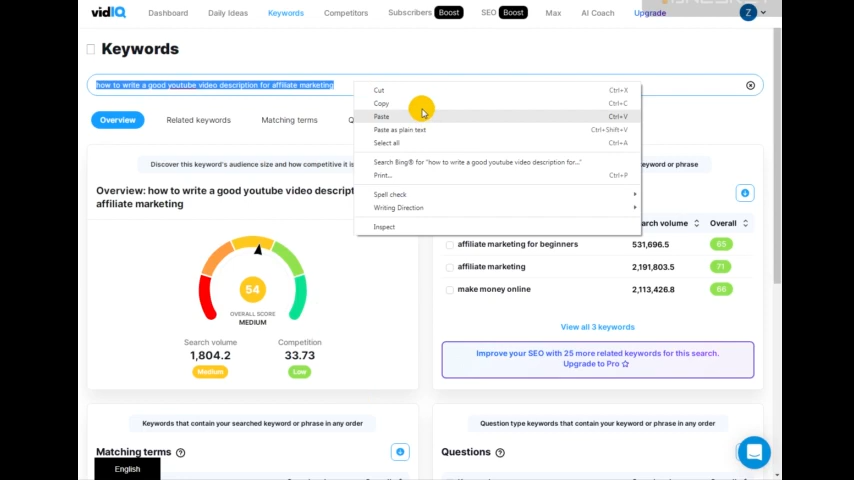 vidIQ Dashboard Daily Ideas Keywords Competitors Subscribers Boost SEO Boost Max AI Coach Upgrade Z
Keywords
how to write a good youtube video description for affiliate marketing
Overview Related keywords Matching terms Q
Cut Ctrl+X
Copy Ctrl+C
Paste Ctrl+V
Paste as plain text Ctrl+Shift+V
Select all Ctrl+A
Search Bing® for "how to write a good youtube video description for..."
Print... Ctrl+P
Spell check
Writing Direction
Inspect
Discover this keyword's audience size and how competitive it is
keyword or phrase
Overview: how to write a good youtube video descript
affiliate marketing
54
OVERALL SCORE
MEDIUM
Search volume Competition
1,804.2 33.73
Medium Low
arch volume Overall
affiliate marketing for beginners 531,696.5 65
affiliate marketing 2,191,803.5 71
make money online 2,113,426.8 66
View all 3 keywords
Improve your SEO with 25 more related keywords for this search.
Upgrade to Pro
Keywords that contain your searched keyword or phrase in any order
Matching terms
Question type keywords that contain your keyword or phrase in any order
Questions
English